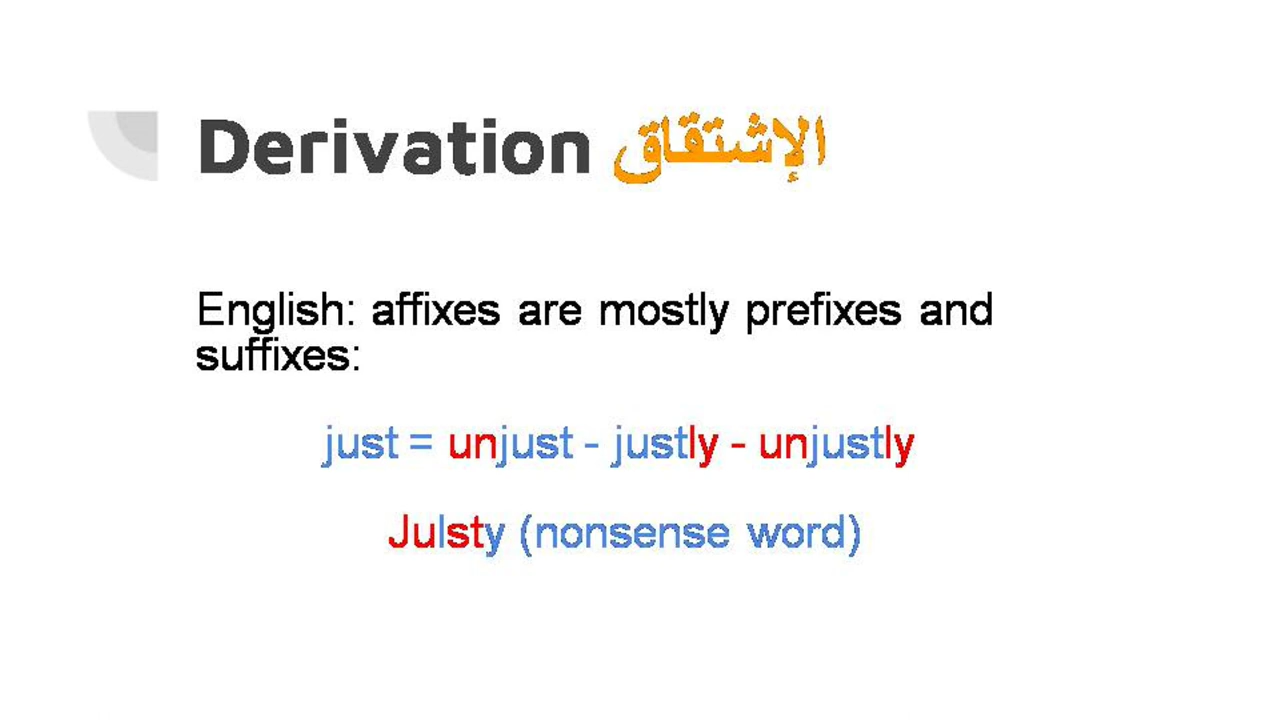 Derivation الإشتقاق
English: affixes are mostly prefixes and
suffixes:
just = unjust - justly - unjustly
Julsty (nonsense word)